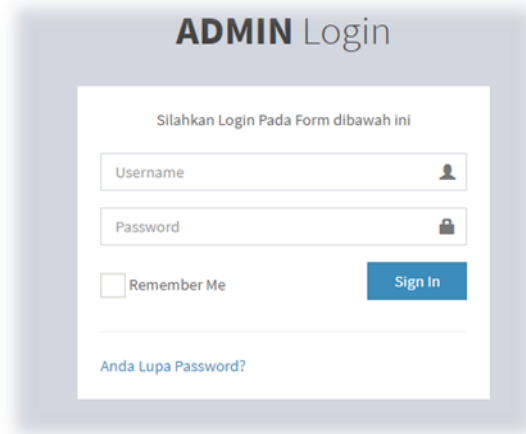 ADMIN Login
Silahkan Login Pada Form dibawah ini
Username
Password
Remember Me
Sign In
Anda Lupa Password?